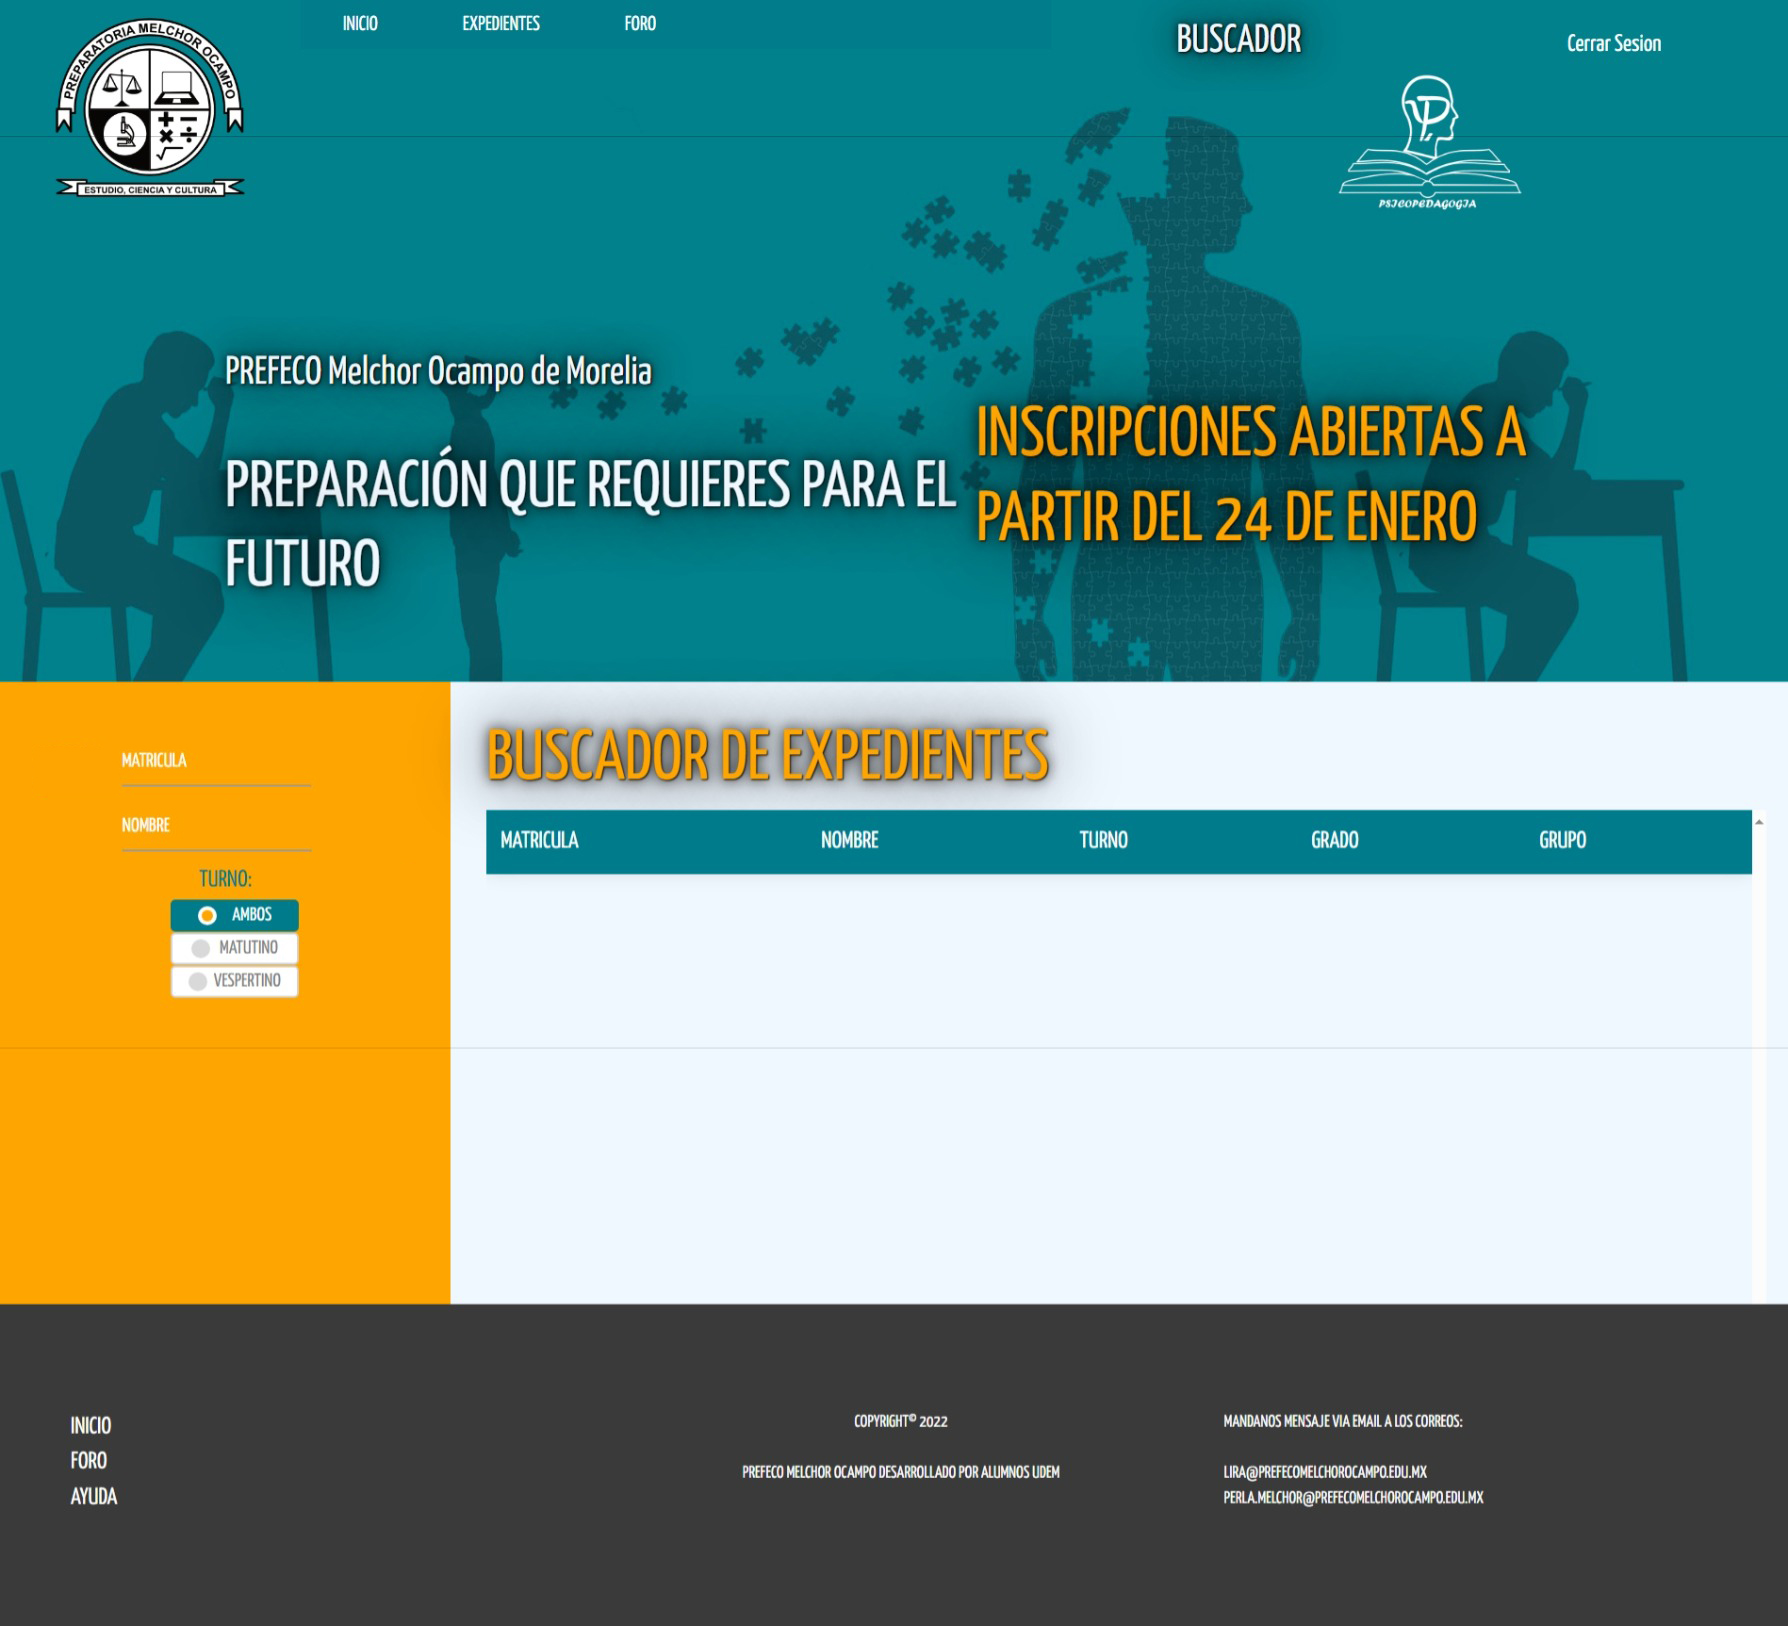 INICIO
EXPEDIENTES
FORO
BUSCADOR
Cerrar Sesion
PREPARATORIA MELCHOR OCAMPO
ESTUDIO, CIENCIA Y CULTURA
PSICOPEDAGOGIA
PREFECO Melchor Ocampo de Morelia
PREPARACIÓN QUE REQUIERES PARA EL
FUTURO
INSCRIPCIONES ABIERTAS A
PARTIR DEL 24 DE ENERO
MATRICULA
NOMBRE
TURNO:
AMBOS
MATUTINO
VESPERTINO
BUSCADOR DE EXPEDIENTES
MATRICULA NOMBRE TURNO GRADO GRUPO
INICIO
FORO
AYUDA
COPYRIGHT© 2022
PREFECO MELCHOR OCAMPO DESARROLLADO POR ALUMNOS UDEM
MANDANOS MENSAJE VIA EMAIL A LOS CORREOS:
LIRA@PREFECOMELCHOROCAMPO.EDU.MX
PERLA.MELCHOR@PREFECOMELCHOROCAMPO.EDU.MX